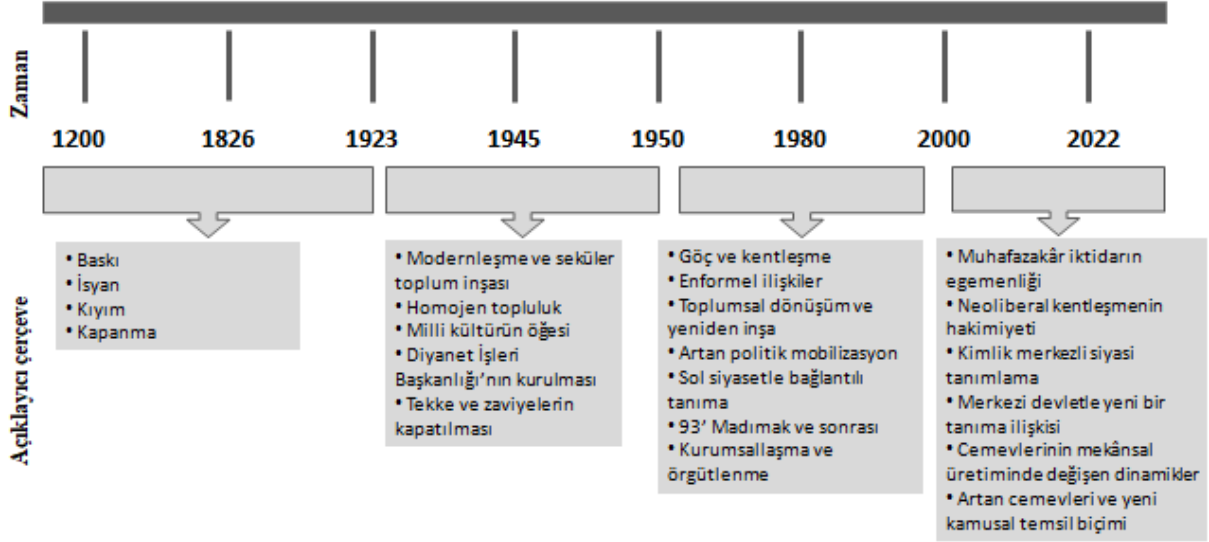 Zaman
1200 1826 1923 1945 1950 1980 2000 2022
Açıklayıcı çerçeve
• Baskı
• İsyan
• Kıyım
• Kapanma
• Modernleşme ve seküler
toplum inşası
• Homojen topluluk
• Milli kültürün öğesi
• Diyanet İşleri
Başkanlığı’nın kurulması
• Tekke ve zaviyelerin
kapatılması
• Göç ve kentleşme
• Enformel ilişkiler
• Toplumsal dönüşüm ve
yeniden inşa
• Artan politik mobilizasyon
• Sol siyasetle bağlantılı
tanıma
• 93’ Madımak ve sonrası
• Kurumsallaşma ve
örgütlenme
• Muhafazakâr iktidarın
egemenliği
• Neoliberal kentleşmenin
hakimiyeti
• Kimlik merkezli siyasi
tanımlama
• Merkezi devletle yeni bir
tanıma ilişkisi
• Cemevlerinin mekânsal
üretiminde değişen dinamikler
• Artan cemevleri ve yeni
kamusal temsil biçimi